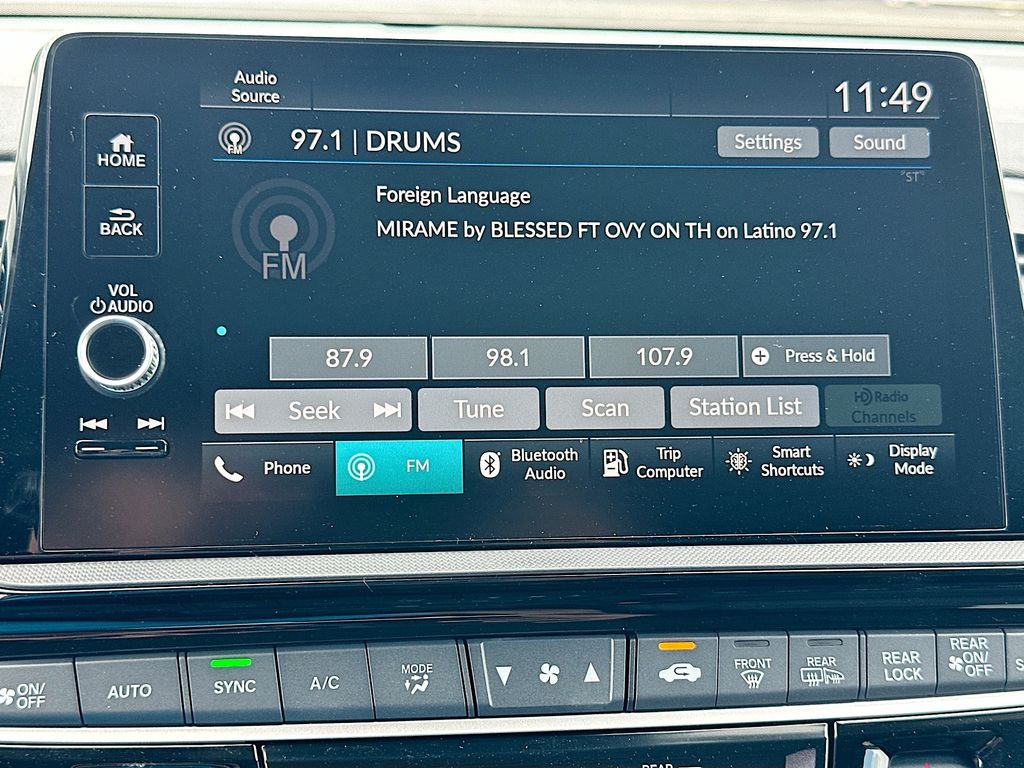 Audio
Source
11:49
HOME
FM
97.1 | DRUMS
Settings
Sound
"ST"
BACK
FM
Foreign Language
MIRAME by BLESSED FT OVY ON TH on Latino 97.1
VOL
AUDIO
87.9
98.1
107.9
Press & Hold
Seek
Tune
Scan
Station List
HD Radio
Channels
Phone
FM
Bluetooth
Audio
Trip
Computer
Smart
Shortcuts
Display
Mode
ON/
OFF
AUTO
SYNC
A/C
MODE
FRONT
REAR
REAR
LOCK
REAR
ON/
OFF
REAR